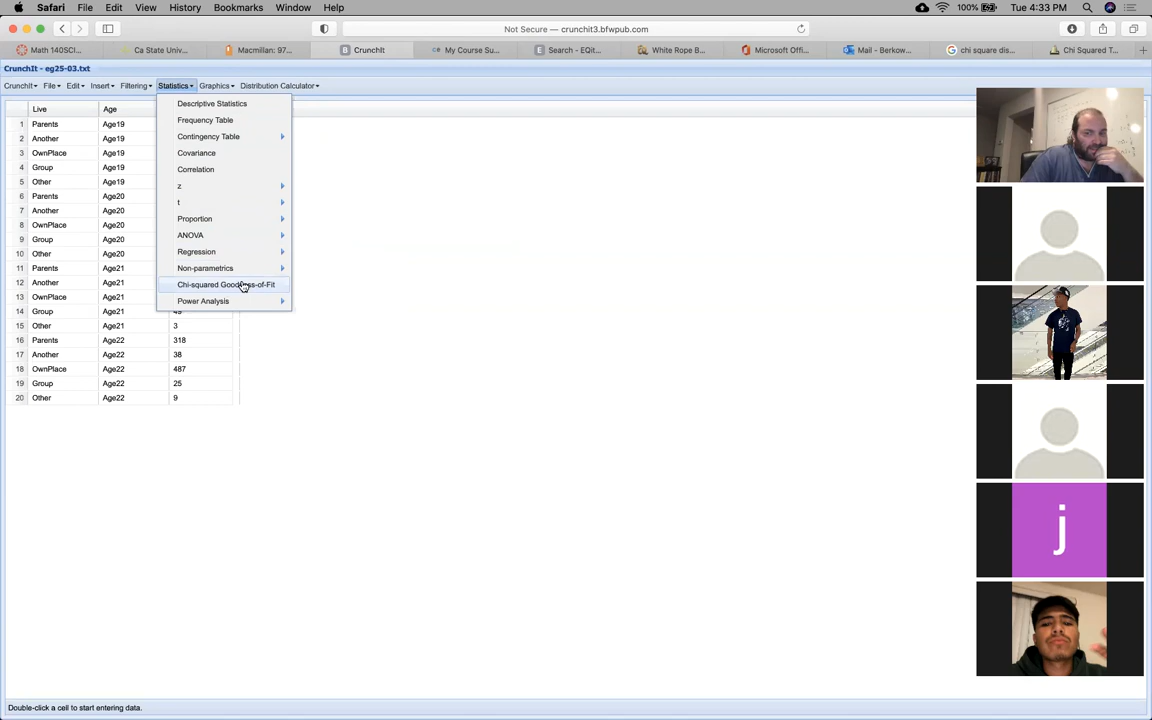 Safari File Edit View History Bookmarks Window Help 100% Tue 4:33 PM
Not Secure — crunchit3.bfwpub.com
Math 140SCI... Ca State Univ... Macmillan: 97... CrunchIt My Course Su... Search - EQit... White Rope B... Microsoft Offi... Mail - Berkow... chi square dis... Chi Squared T...
CrunchIt - eg25-03.txt
CrunchIt File Edit Insert Filtering Statistics Graphics Distribution Calculator
Live Age
1 Parents Age19
2 Another Age19
3 OwnPlace Age19
4 Group Age19
5 Other Age19
6 Parents Age20
7 Another Age20
8 OwnPlace Age20
9 Group Age20
10 Other Age20
11 Parents Age21
12 Another Age21
13 OwnPlace Age21
14 Group Age21
15 Other Age21 3
16 Parents Age22 318
17 Another Age22 38
18 OwnPlace Age22 487
19 Group Age22 25
20 Other Age22 9
Descriptive Statistics
Frequency Table
Contingency Table
Covariance
Correlation
z
t
Proportion
ANOVA
Regression
Non-parametrics
Chi-squared Goodness-of-Fit
Power Analysis
j
Double-click a cell to start entering data.